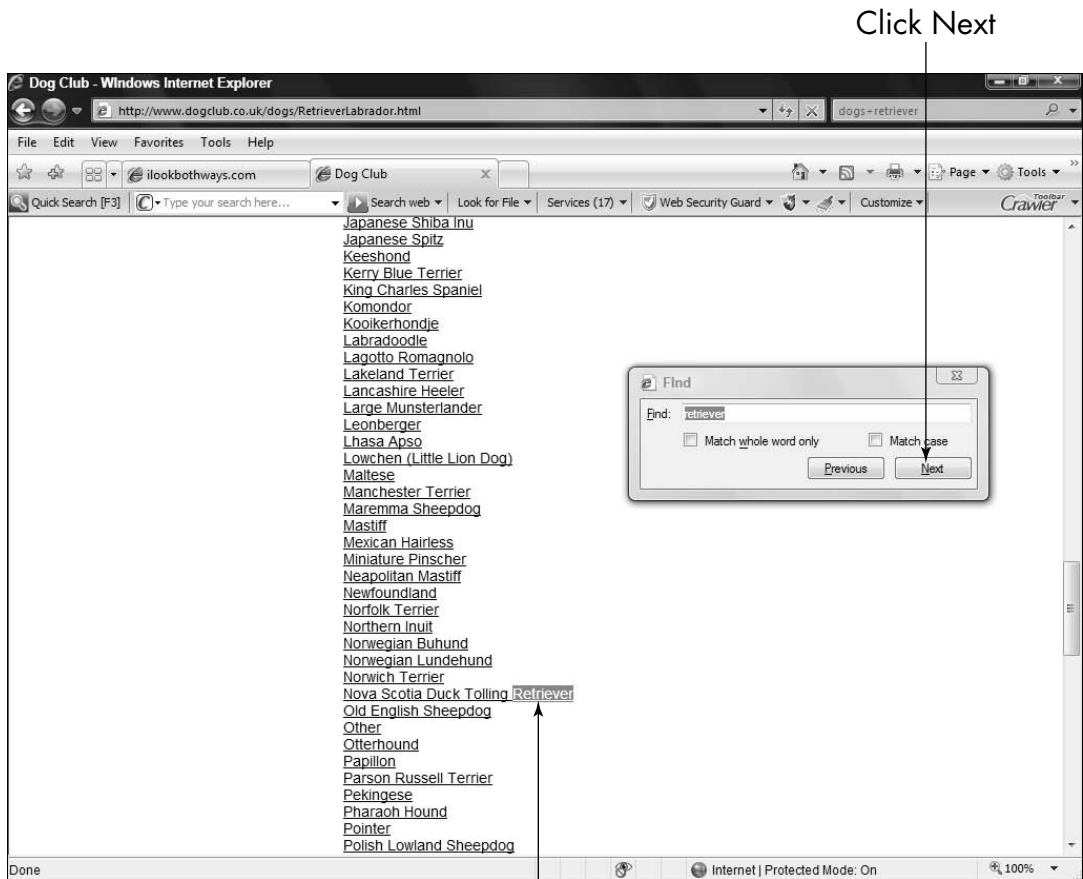 Click Next
Dog Club - WIndows Internet Explorer
http://www.dogclub.co.uk/dogs/RetrieverLabrador.html dogs+retriever
File Edit View Favorites Tools Help
ilookbothways.com Dog Club Page Tools
Quick Search [F3] Type your search here... Search web Look for File Services (17) Web Security Guard Customize Crawler Toolbar
Japanese Shiba Inu
Japanese Spitz
Keeshond
Kerry Blue Terrier
King Charles Spaniel
Komondor
Kooikerhondje
Labradoodle
Lagotto Romagnolo
Lakeland Terrier
Lancashire Heeler
Large Munsterlander
Leonberger
Lhasa Apso
Lowchen (Little Lion Dog)
Maltese
Manchester Terrier
Maremma Sheepdog
Mastiff
Mexican Hairless
Miniature Pinscher
Neapolitan Mastiff
Newfoundland
Norfolk Terrier
Northern Inuit
Norwegian Buhund
Norwegian Lundehund
Norwich Terrier
Nova Scotia Duck Tolling Retriever
Old English Sheepdog
Other
Otterhound
Papillon
Parson Russell Terrier
Pekingese
Pharaoh Hound
Pointer
Polish Lowland Sheepdog
FInd
Find: retriever
Match whole word only Match case
Previous Next
Done Internet | Protected Mode: On 100%